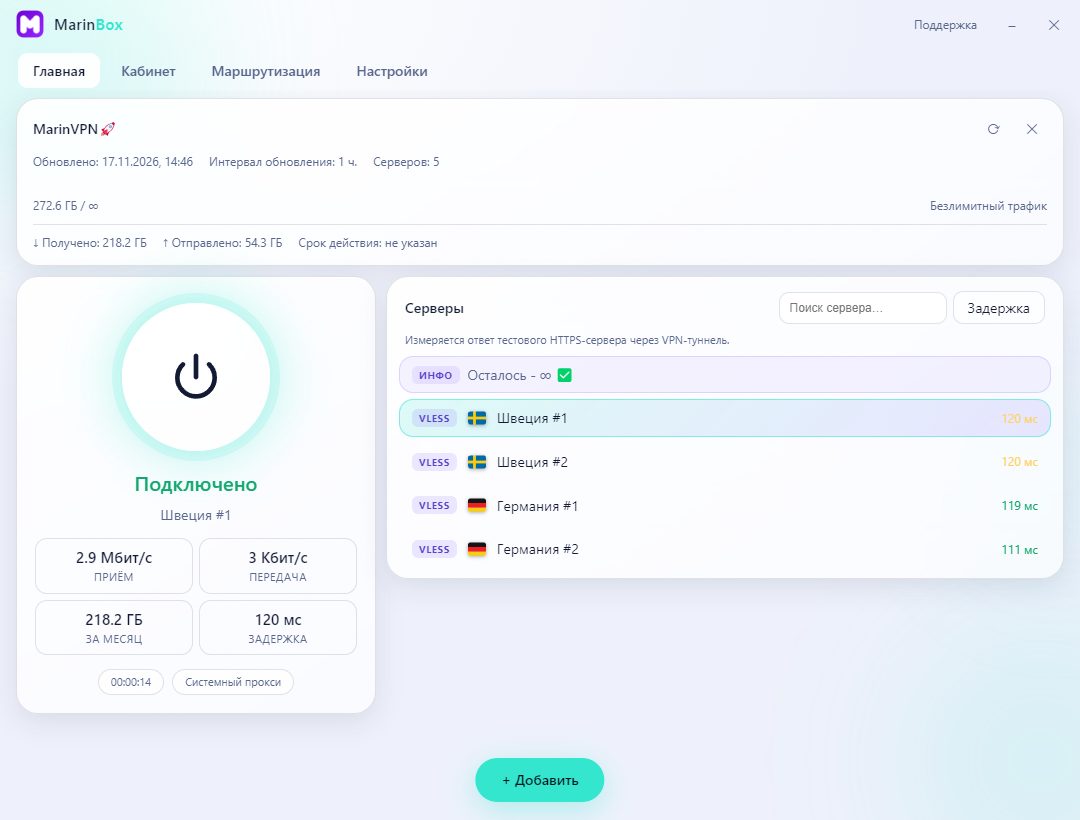 MarinBox
Поддержка
Главная
Кабинет
Маршрутизация
Настройки
MarinVPN🚀
Обновлено: 17.11.2026, 14:46 Интервал обновления: 1 ч. Серверов: 5
272.6 ГБ / ∞
Безлимитный трафик
↓ Получено: 218.2 ГБ ↑ Отправлено: 54.3 ГБ Срок действия: не указан
Подключено
Швеция #1
2.9 Мбит/с
ПРИЁМ
3 Кбит/с
ПЕРЕДАЧА
218.2 ГБ
ЗА МЕСЯЦ
120 мс
ЗАДЕРЖКА
00:00:14
Системный прокси
Серверы
Поиск сервера…
Задержка
Измеряется ответ тестового HTTPS-сервера через VPN-туннель.
ИНФО Осталось - ∞ ✅
VLESS Швеция #1 120 мс
VLESS Швеция #2 120 мс
VLESS Германия #1 119 мс
VLESS Германия #2 111 мс
+ Добавить